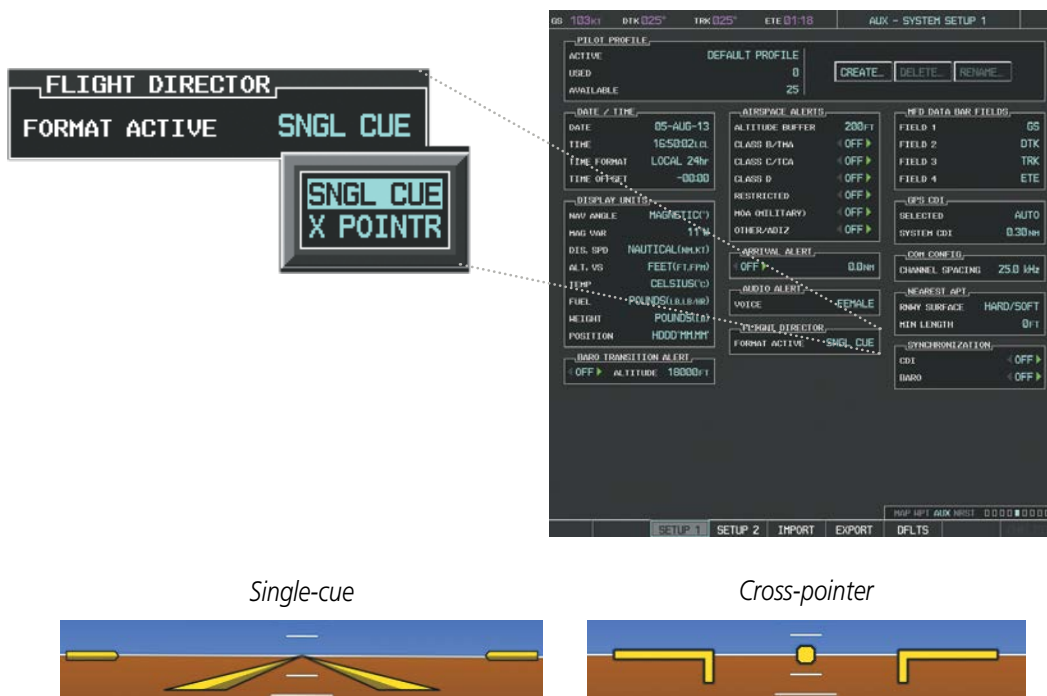 FLIGHT DIRECTOR
FORMAT ACTIVE SNGL CUE
SNGL CUE
X POINTR
GS 103KT DTK 025° TRK 025° ETE 01:18 AUX - SYSTEM SETUP 1
PILOT PROFILE
ACTIVE DEFAULT PROFILE
USED 0
AVAILABLE 25
CREATE… DELETE… RENAME…
DATE / TIME
DATE 05-AUG-13
TIME 16:50:02LCL
TIME FORMAT LOCAL 24hr
TIME OFFSET -00:00
DISPLAY UNITS
NAV ANGLE MAGNETIC(°)
MAG VAR 11°W
DIS, SPD NAUTICAL(NM,KT)
ALT, VS FEET(FT,FPM)
TEMP CELSIUS(°C)
FUEL POUNDS(LB,LB/HR)
WEIGHT POUNDS(LB)
POSITION HDDD°MM.MM'
BARO TRANSITION ALERT
OFF ALTITUDE 18000FT
AIRSPACE ALERTS
ALTITUDE BUFFER 200FT
CLASS B/TMA OFF
CLASS C/TCA OFF
CLASS D OFF
RESTRICTED OFF
MOA (MILITARY) OFF
OTHER/ADIZ OFF
ARRIVAL ALERT
OFF 0.0NM
AUDIO ALERT
VOICE FEMALE
FLIGHT DIRECTOR
FORMAT ACTIVE SNGL CUE
MFD DATA BAR FIELDS
FIELD 1 GS
FIELD 2 DTK
FIELD 3 TRK
FIELD 4 ETE
GPS CDI
SELECTED AUTO
SYSTEM CDI 0.30NM
COM CONFIG
CHANNEL SPACING 25.0 kHz
NEAREST APT
RNWY SURFACE HARD/SOFT
MIN LENGTH 0FT
SYNCHRONIZATION
CDI OFF
BARO OFF
MAP WPT AUX NRST
SETUP 1 SETUP 2 IMPORT EXPORT DFLTS
Single-cue
Cross-pointer